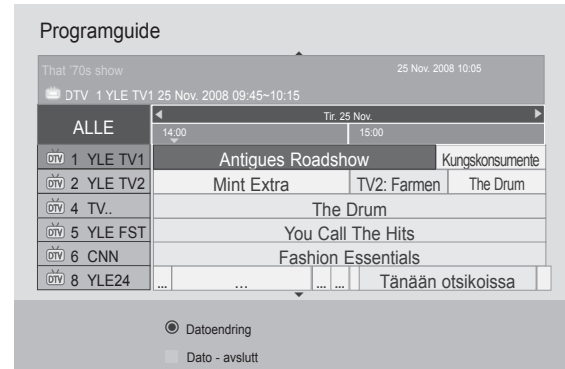 Programguide
That '70s show 25 Nov. 2008 10:05
DTV 1 YLE TV1 25 Nov. 2008 09:45~10:15
ALLE
Tir. 25 Nov.
14:00 15:00
DTV 1 YLE TV1 Antigues Roadshow Kungskonsumente
DTV 2 YLE TV2 Mint Extra TV2: Farmen The Drum
DTV 4 TV.. The Drum
DTV 5 YLE FST You Call The Hits
DTV 6 CNN Fashion Essentials
DTV 8 YLE24 ... ... ... ... Tänään otsikoissa
Datoendring
Dato - avslutt